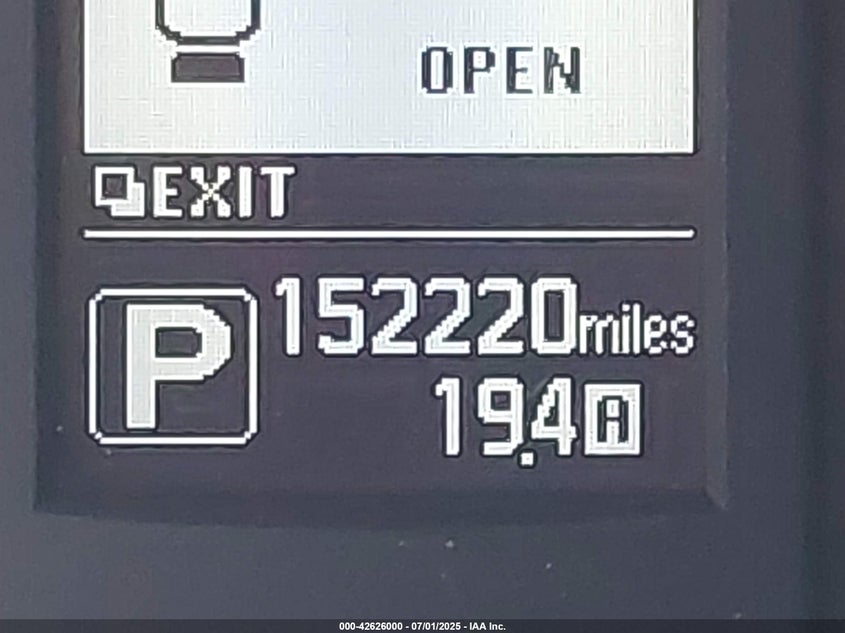 OPEN
EXIT
P
152220miles
19.4A
000-42626000 - 07/01/2025 - IAA Inc.